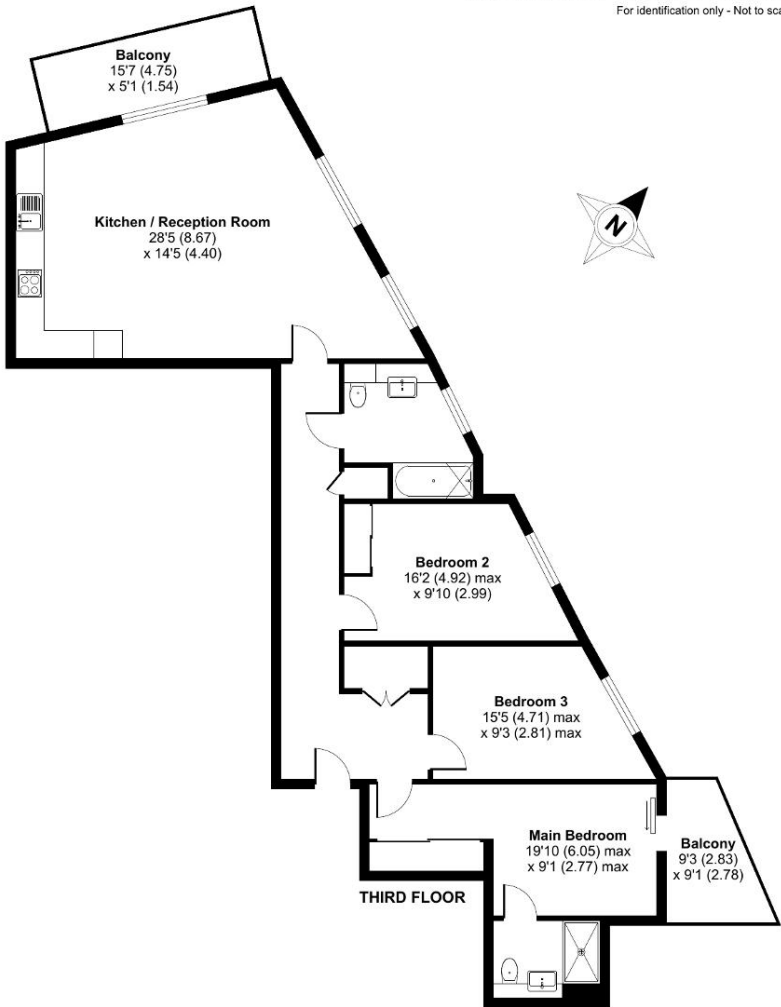 For identification only - Not to sca
Balcony
15'7 (4.75)
x 5'1 (1.54)
Kitchen / Reception Room
28'5 (8.67)
x 14'5 (4.40)
N
Bedroom 2
16'2 (4.92) max
x 9'10 (2.99)
Bedroom 3
15'5 (4.71) max
x 9'3 (2.81) max
Main Bedroom
19'10 (6.05) max
x 9'1 (2.77) max
Balcony
9'3 (2.83)
x 9'1 (2.78)
THIRD FLOOR